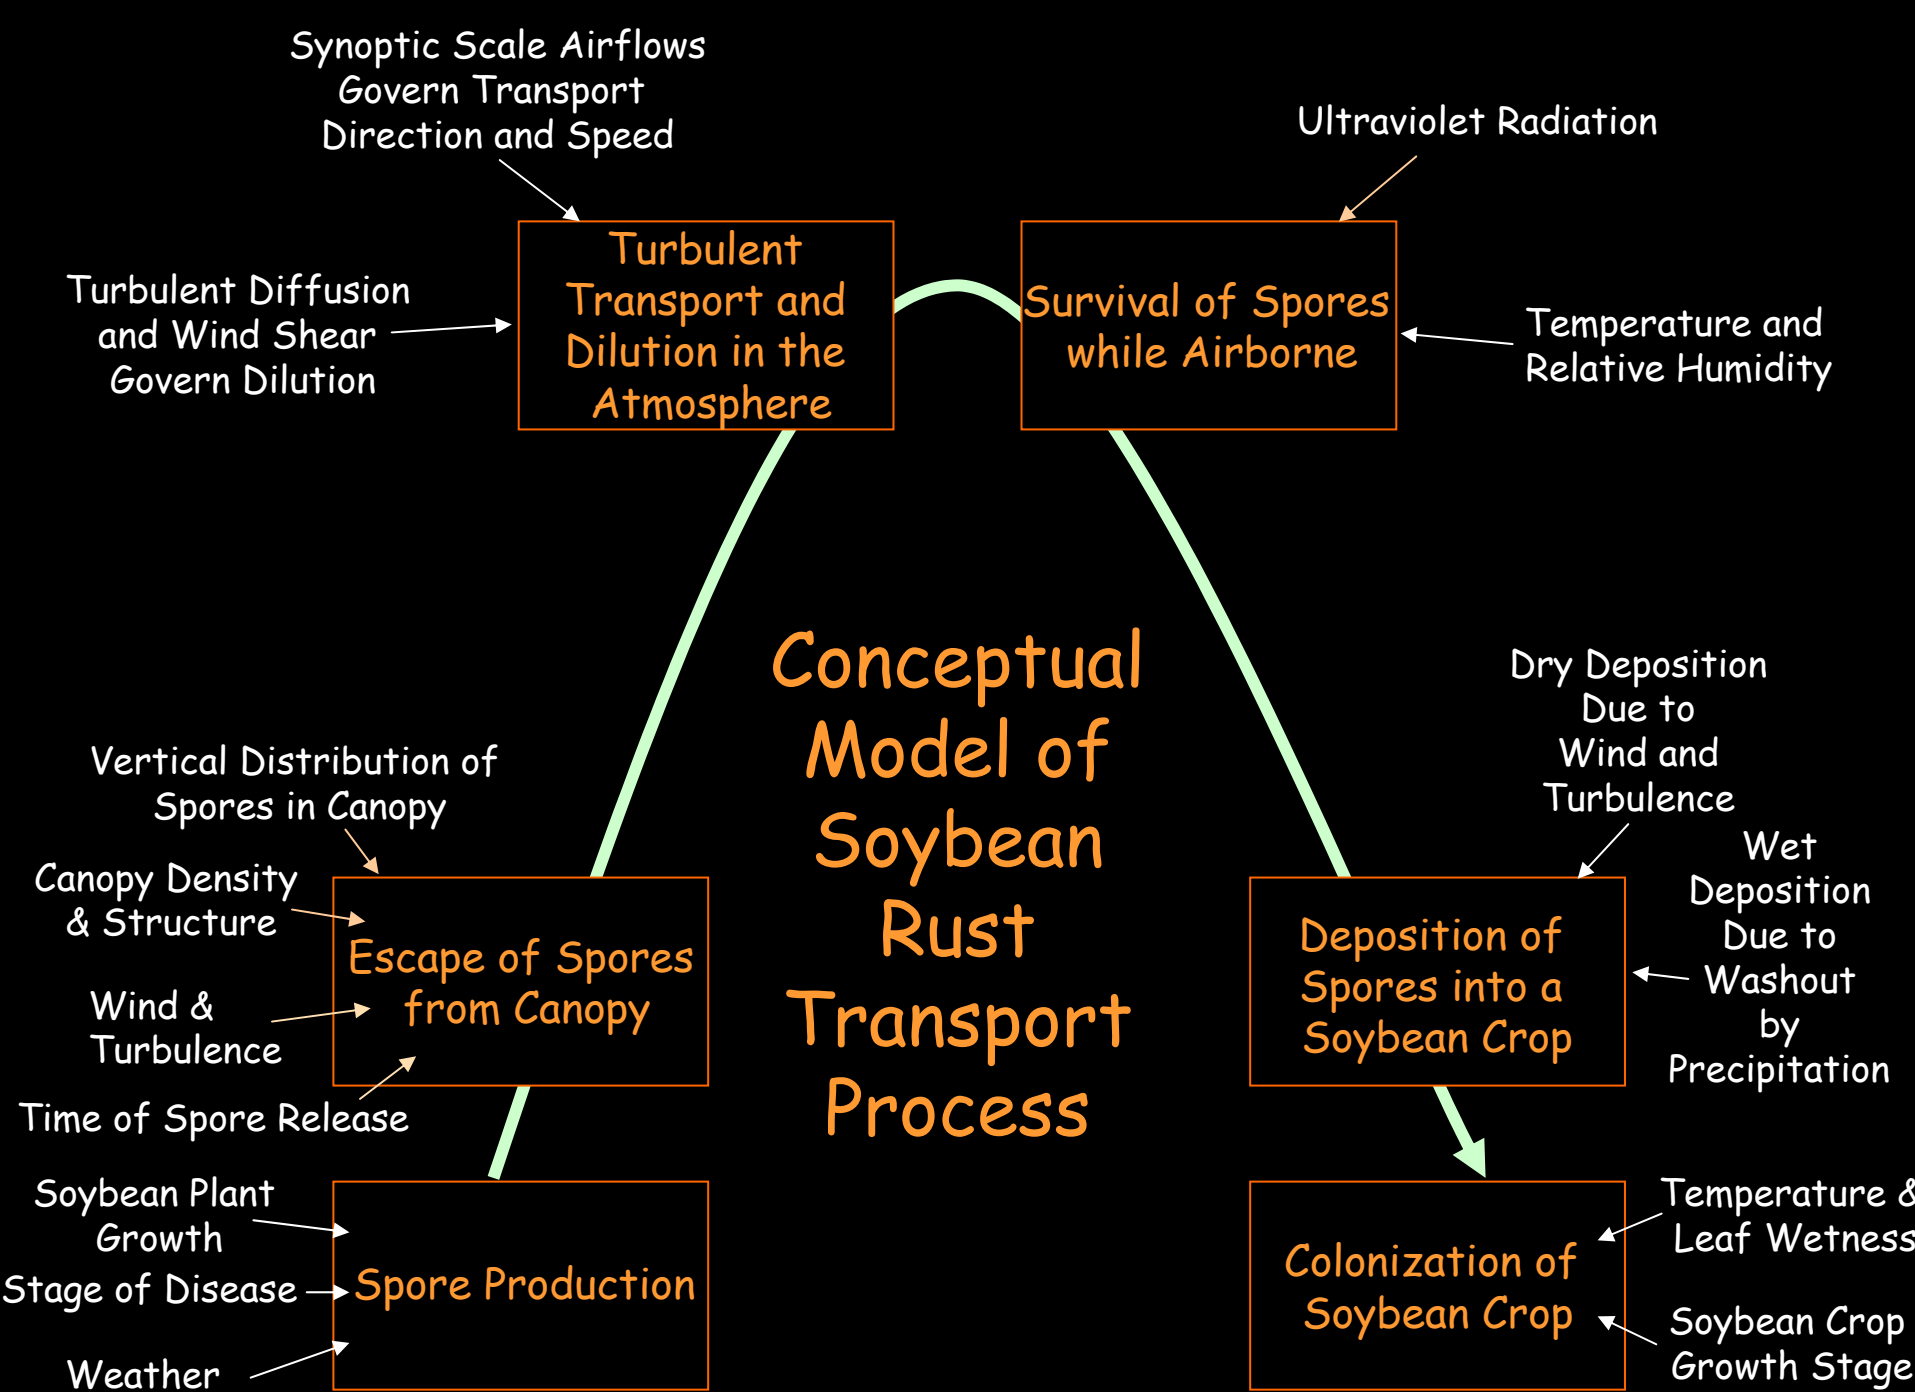 Synoptic Scale Airflows
Govern Transport
Direction and Speed
Ultraviolet Radiation
Turbulent Diffusion
and Wind Shear
Govern Dilution
Turbulent
Transport and
Dilution in the
Atmosphere
Survival of Spores
while Airborne
Temperature and
Relative Humidity
Conceptual
Model of
Soybean
Rust
Transport
Process
Vertical Distribution of
Spores in Canopy
Canopy Density
& Structure
Wind &
Turbulence
Time of Spore Release
Escape of Spores
from Canopy
Dry Deposition
Due to
Wind and
Turbulence
Wet
Deposition
Due to
Washout
by
Precipitation
Deposition of
Spores into a
Soybean Crop
Soybean Plant
Growth
Stage of Disease
Weather
Spore Production
Colonization of
Soybean Crop
Temperature &
Leaf Wetness
Soybean Crop
Growth Stage